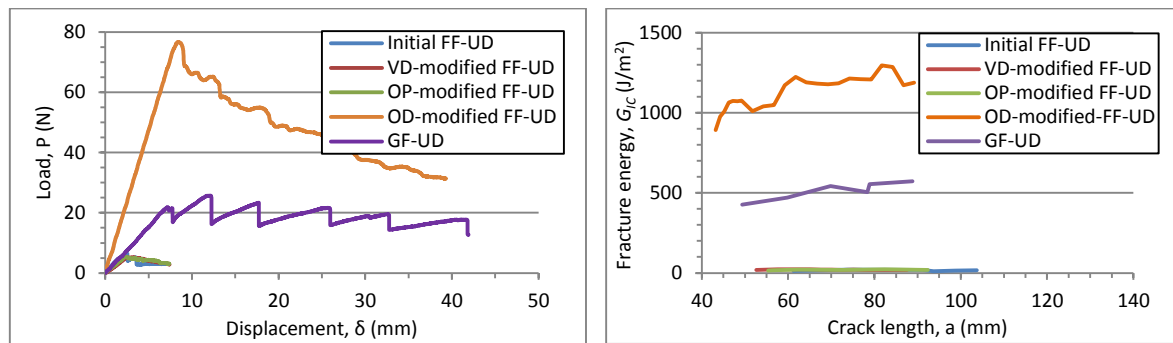 80
60
40
20
0
0 10 20 30 40 50
Load, P (N)
Displacement, δ (mm)
Initial FF-UD
VD-modified FF-UD
OP-modified FF-UD
OD-modified FF-UD
GF-UD
1500
1000
500
0
40 60 80 100 120 140
Fracture energy, G_IC (J/m²)
Crack length, a (mm)
Initial FF-UD
VD-modified FF-UD
OP-modified FF-UD
OD-modified-FF-UD
GF-UD